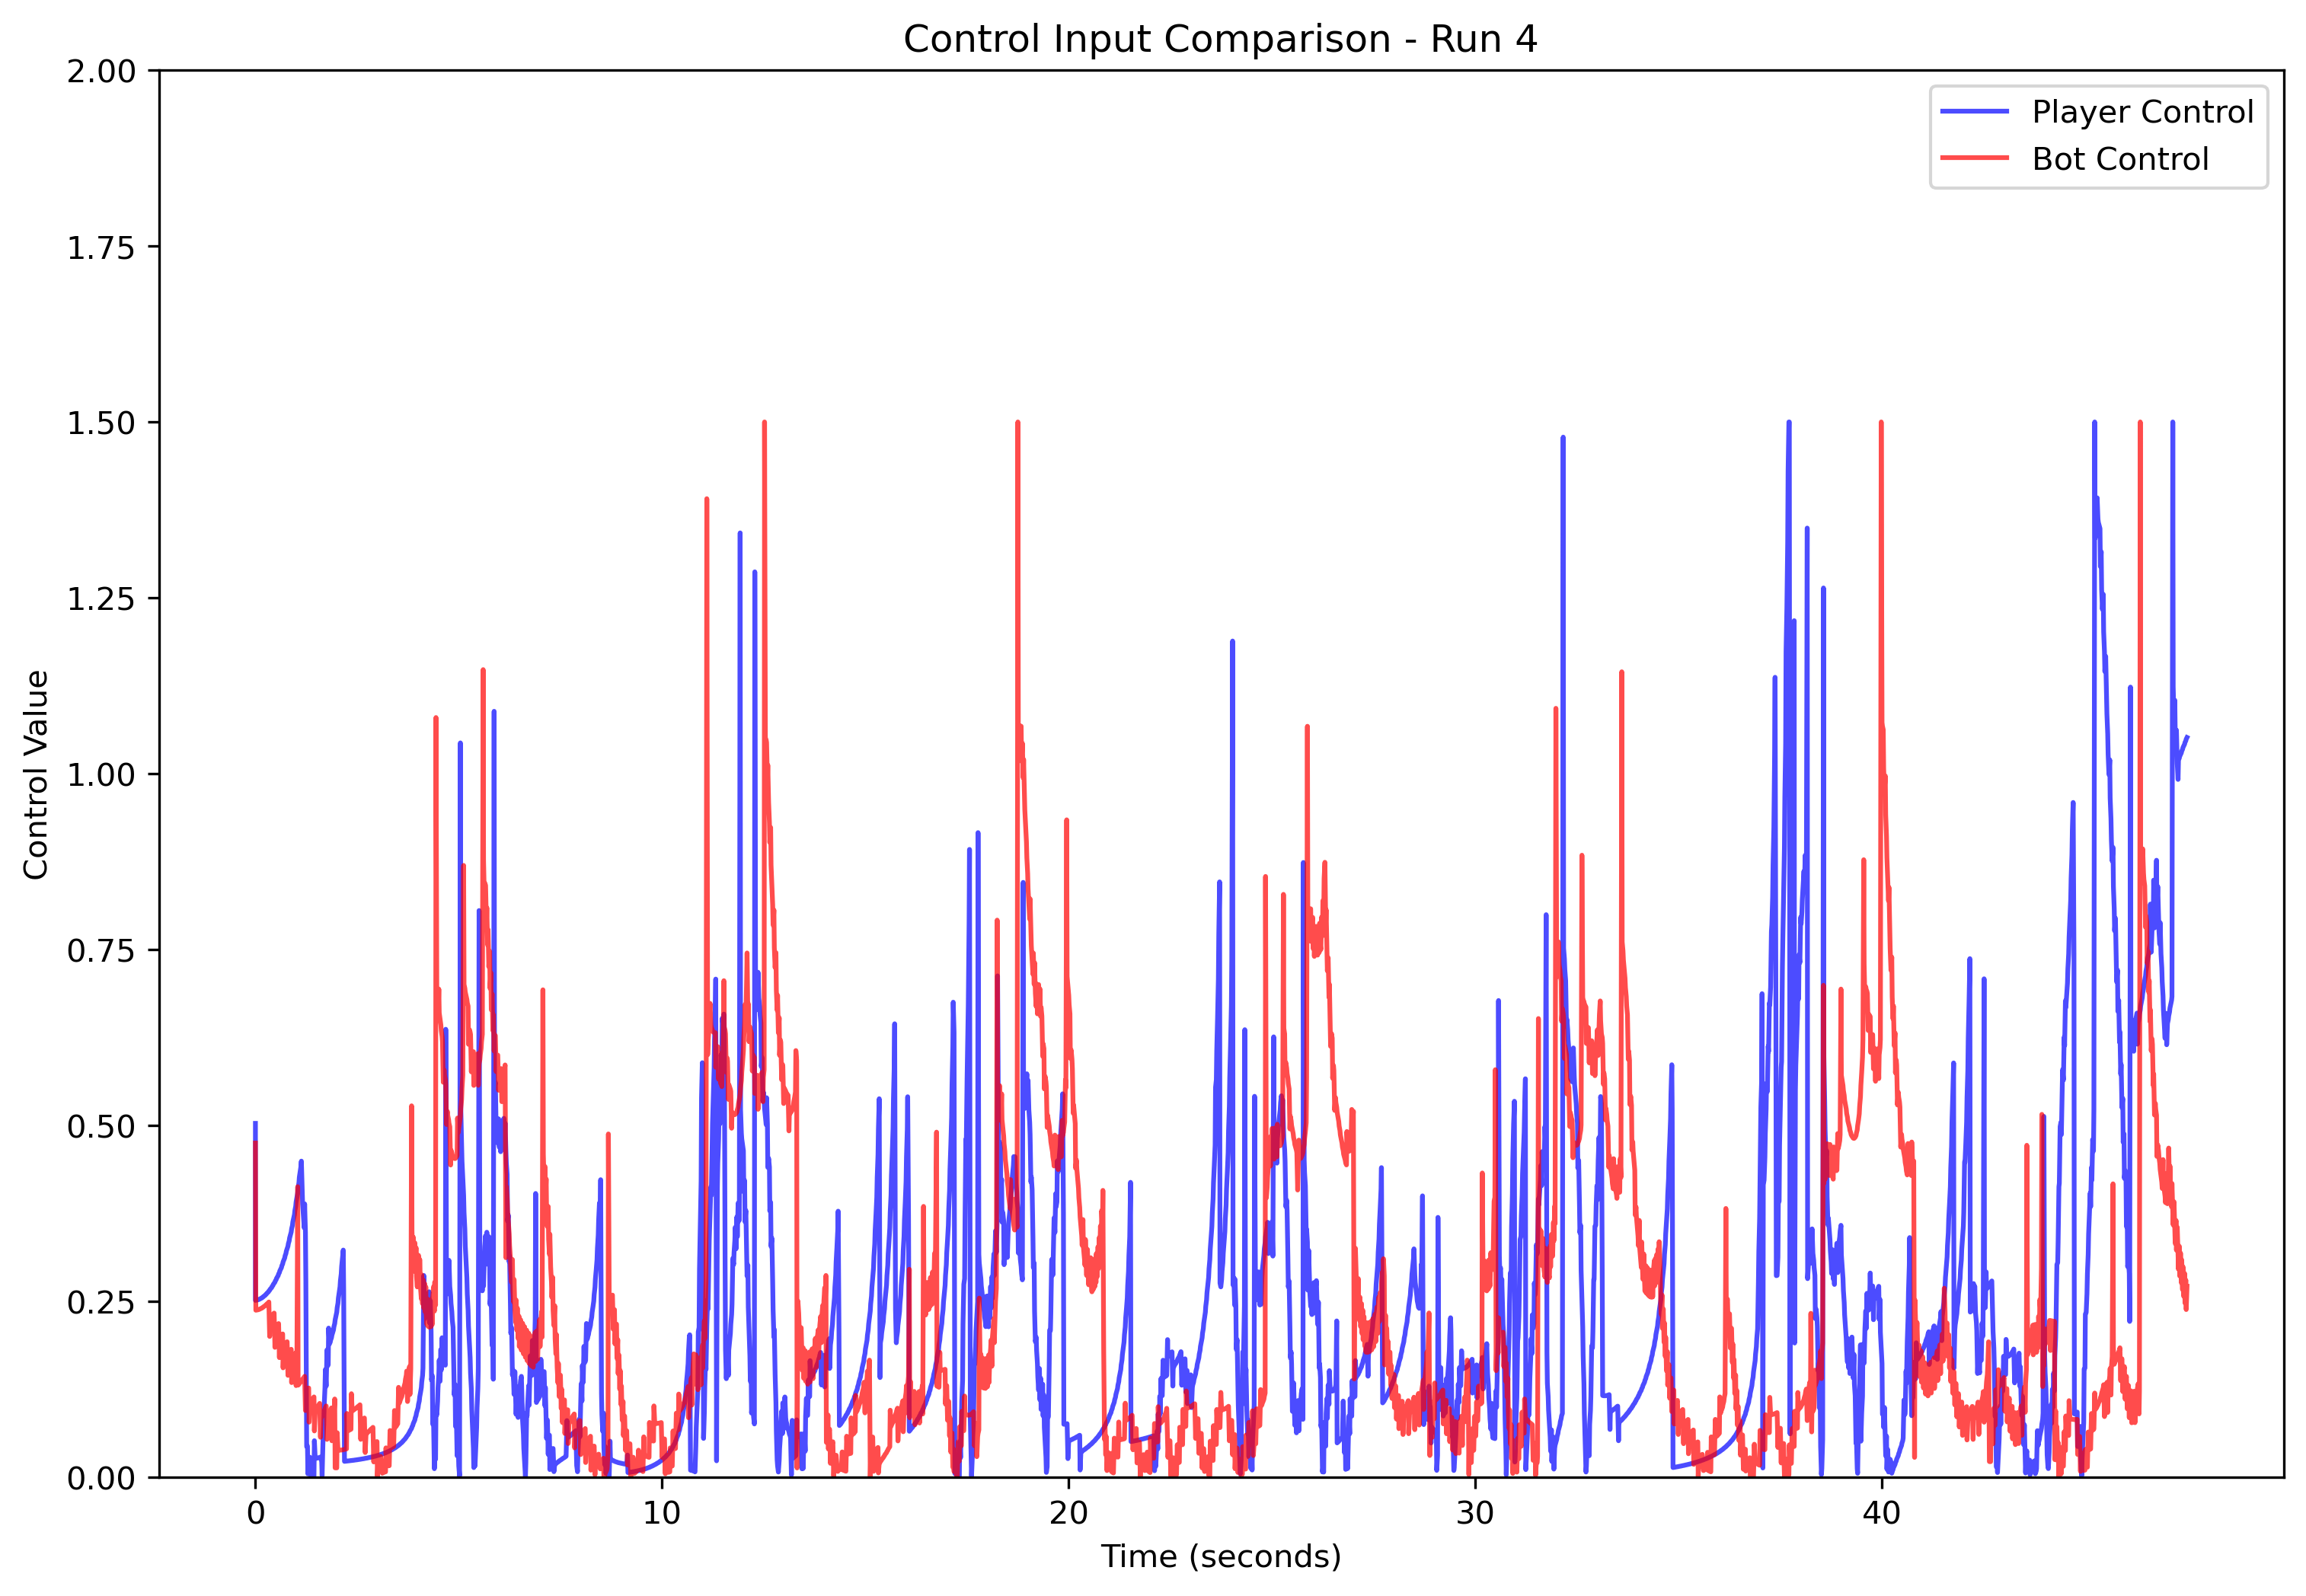 Control Input Comparison - Run 4
Player Control
Bot Control
Control Value
2.00
1.75
1.50
1.25
1.00
0.75
0.50
0.25
0.00
0
10
20
30
40
Time (seconds)